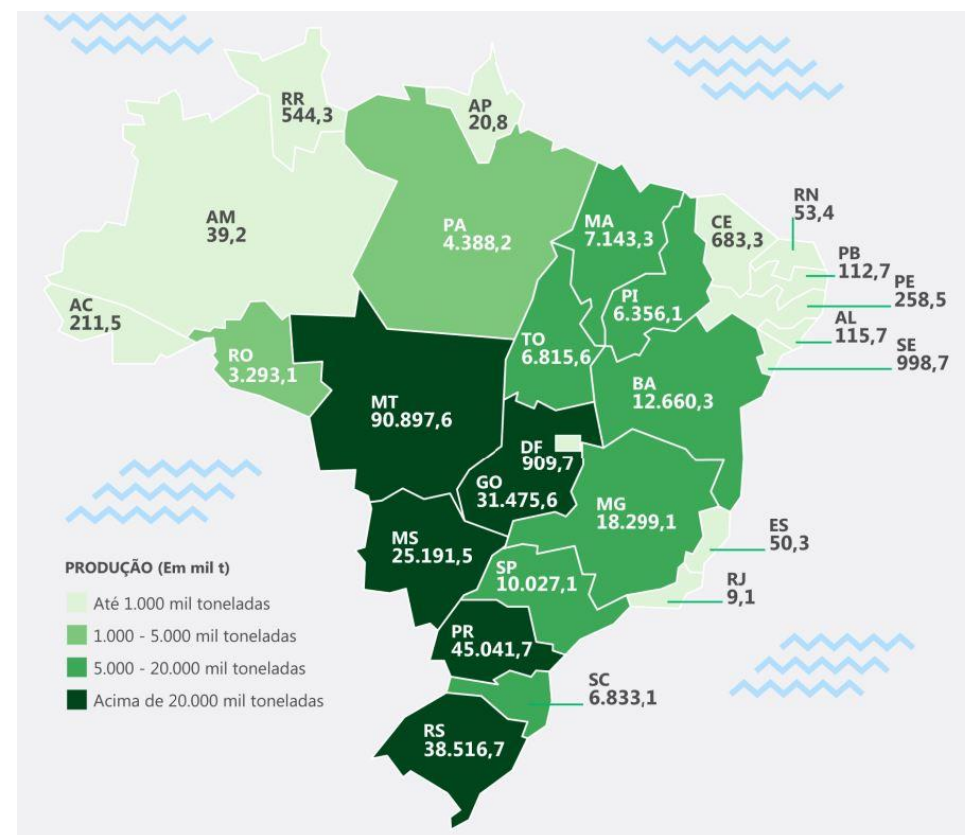 RR
544,3
AP
20,8
AM
39,2
PA
4.388,2
MA
7.143,3
CE
683,3
RN
53,4
PB
112,7
PE
258,5
AL
115,7
SE
998,7
AC
211,5
PI
6.356,1
TO
6.815,6
RO
3.293,1
BA
12.660,3
MT
90.897,6
DF
909,7
GO
31.475,6
MG
18.299,1
ES
50,3
MS
25.191,5
SP
10.027,1
RJ
9,1
PR
45.041,7
SC
6.833,1
RS
38.516,7
PRODUÇÃO (Em mil t)
Até 1.000 mil toneladas
1.000 - 5.000 mil toneladas
5.000 - 20.000 mil toneladas
Acima de 20.000 mil toneladas